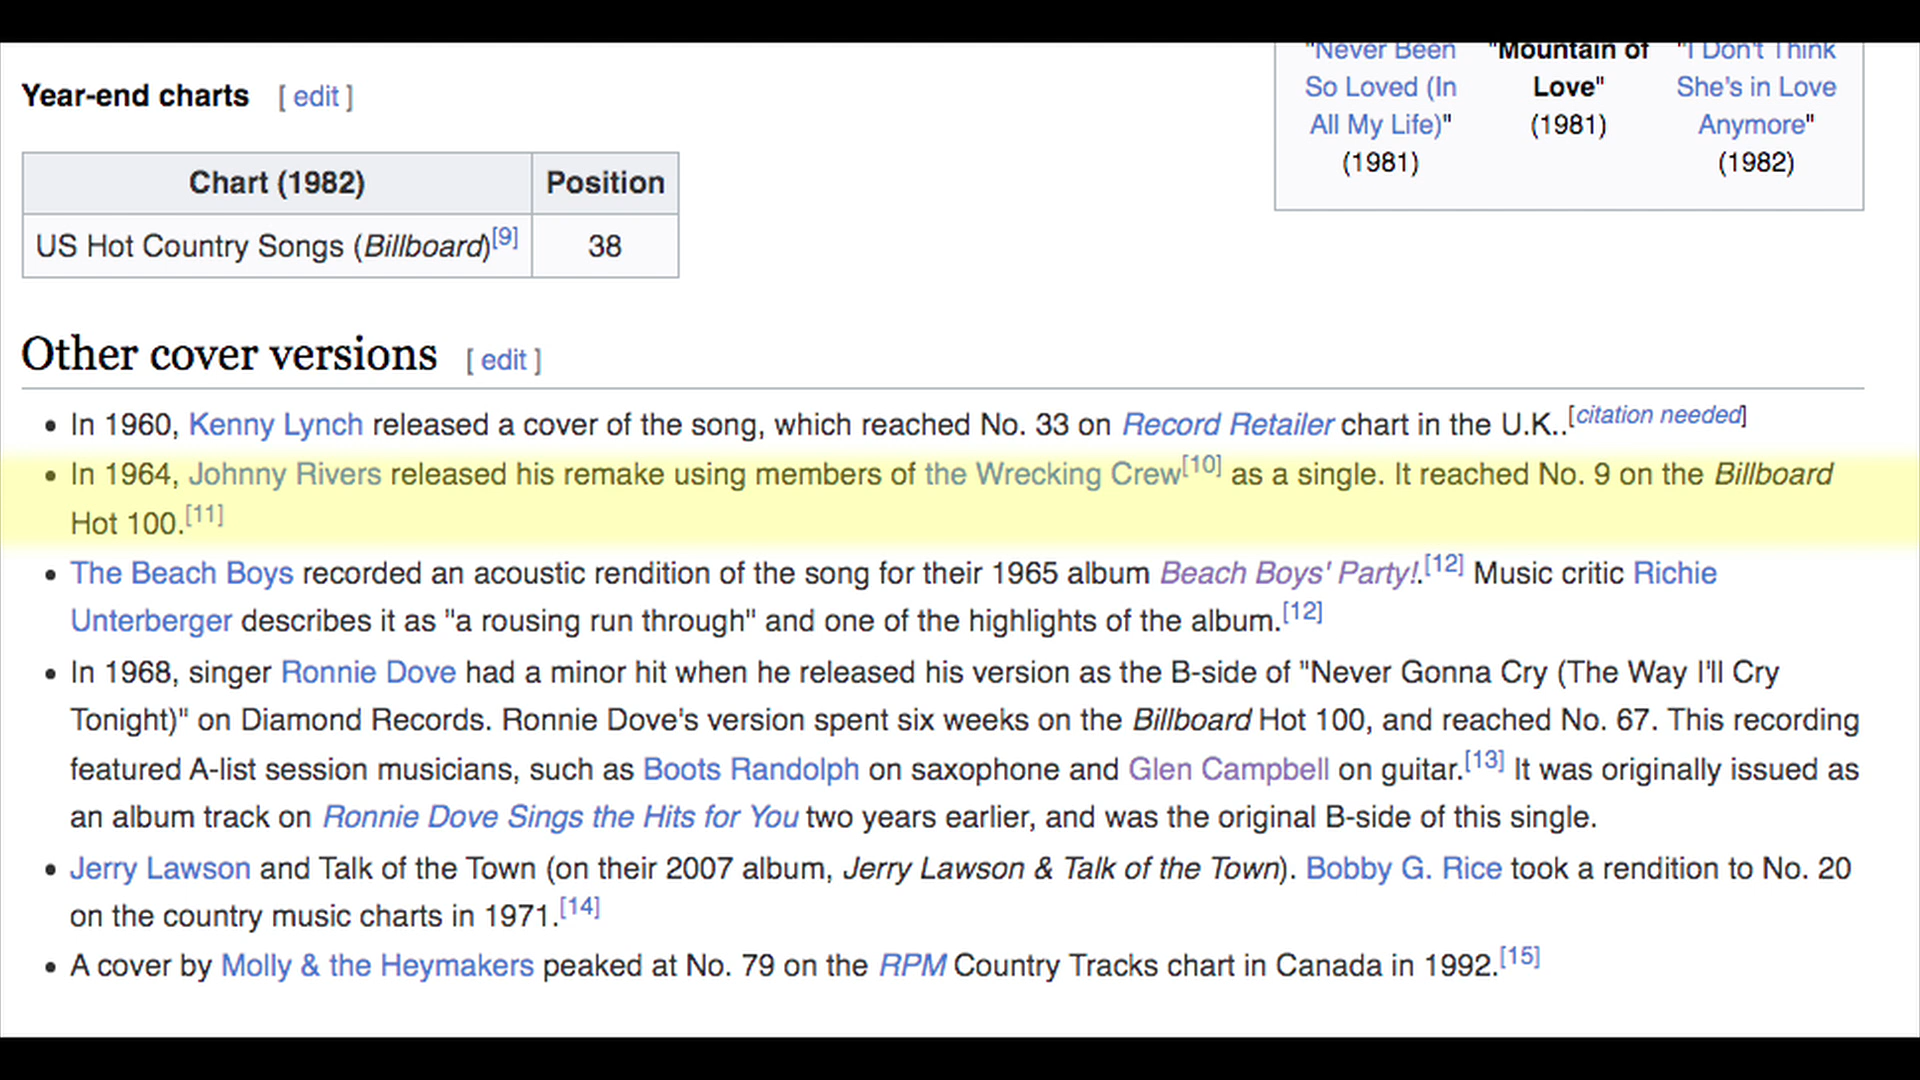 "Never Been "Mountain of "I Don't Think
So Loved (In Love" She's in Love
All My Life)" (1981) Anymore"
(1981) (1982)
Year-end charts [ edit ]
Chart (1982) Position
US Hot Country Songs (Billboard)[9] 38
Other cover versions [ edit ]
• In 1960, Kenny Lynch released a cover of the song, which reached No. 33 on Record Retailer chart in the U.K..[citation needed]
• In 1964, Johnny Rivers released his remake using members of the Wrecking Crew[10] as a single. It reached No. 9 on the Billboard
Hot 100.[11]
• The Beach Boys recorded an acoustic rendition of the song for their 1965 album Beach Boys' Party!.[12] Music critic Richie
Unterberger describes it as "a rousing run through" and one of the highlights of the album.[12]
• In 1968, singer Ronnie Dove had a minor hit when he released his version as the B-side of "Never Gonna Cry (The Way I'll Cry
Tonight)" on Diamond Records. Ronnie Dove's version spent six weeks on the Billboard Hot 100, and reached No. 67. This recording
featured A-list session musicians, such as Boots Randolph on saxophone and Glen Campbell on guitar.[13] It was originally issued as
an album track on Ronnie Dove Sings the Hits for You two years earlier, and was the original B-side of this single.
• Jerry Lawson and Talk of the Town (on their 2007 album, Jerry Lawson & Talk of the Town). Bobby G. Rice took a rendition to No. 20
on the country music charts in 1971.[14]
• A cover by Molly & the Heymakers peaked at No. 79 on the RPM Country Tracks chart in Canada in 1992.[15]